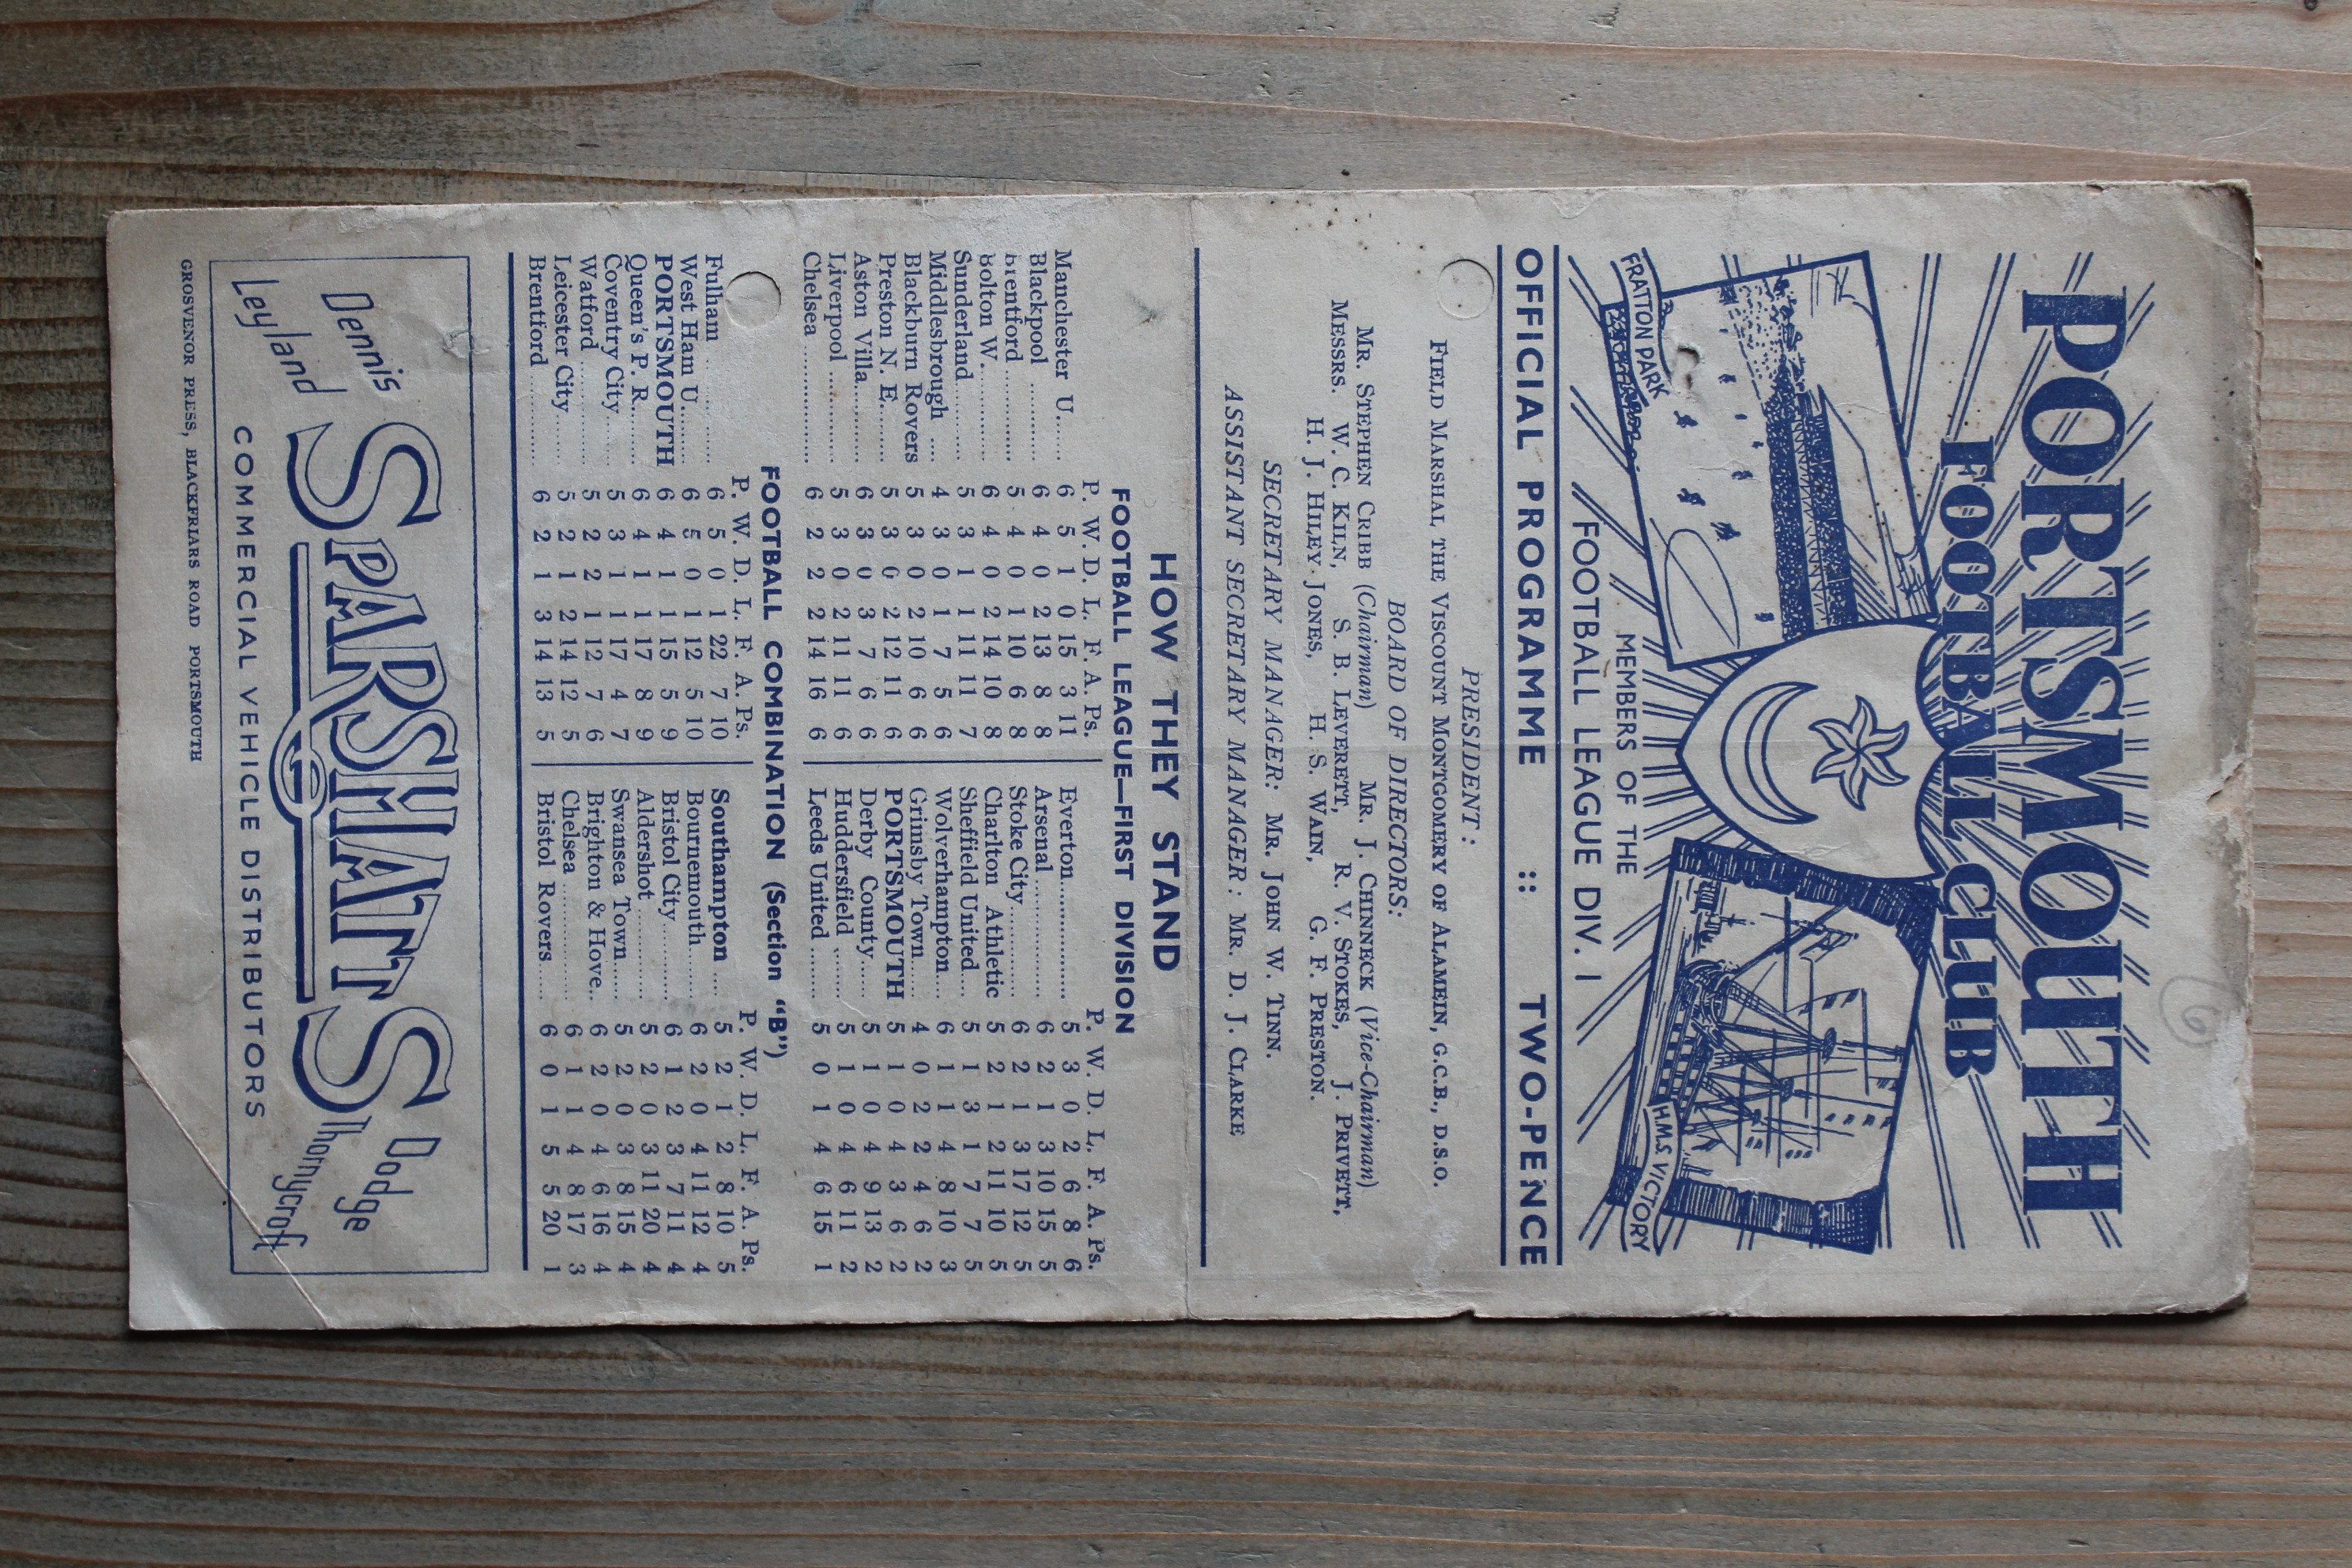 PORTSMOUTH
FOOTBALL CLUB
6
FRATTON PARK
H.M.S. VICTORY
MEMBERS OF THE
FOOTBALL LEAGUE DIV. 1
OFFICIAL PROGRAMME :: TWO-PENCE
PRESIDENT :
FIELD MARSHAL THE VISCOUNT MONTGOMERY OF ALAMEIN, G.C.B., D.S.O.
BOARD OF DIRECTORS:
MR. STEPHEN CRIBB (Chairman) MR. J. CHINNECK (Vice-Chairman)
MESSRS. W. C. KILN, S. B. LEVERETT, R. V. STOKES, J. PRIVETT,
H. J. HILEY-JONES, H. S. WAIN, G. F. PRESTON.
SECRETARY MANAGER: MR. JOHN W. TINN.
ASSISTANT SECRETARY MANAGER: MR. D. J. CLARKE
HOW THEY STAND
FOOTBALL LEAGUE—FIRST DIVISION
P. W. D. L. F. A. Ps.
Manchester U....... 6 5 1 0 15 3 11
Blackpool .......... 6 4 0 2 13 8 8
Brentford............ 5 4 0 1 10 6 8
Bolton W............ 6 4 0 2 14 10 8
Sunderland.......... 5 3 1 1 11 11 7
Middlesbrough .... 4 3 0 1 7 5 6
Blackburn Rovers 5 3 0 2 10 6 6
Preston N. E........ 5 3 0 2 12 11 6
Aston Villa.......... 6 3 0 3 7 6 6
Liverpool ............ 5 3 0 2 11 11 6
Chelsea .............. 6 2 2 2 14 16 6
P. W. D. L. F. A. Ps.
Everton.............. 5 3 0 2 6 8 6
Arsenal .............. 6 2 1 3 10 15 5
Stoke City.......... 6 2 1 3 17 12 5
Charlton Athletic 5 2 1 2 11 10 5
Sheffield United.... 5 1 3 1 7 7 5
Wolverhampton.... 6 1 1 4 8 10 3
Grimsby Town...... 4 0 2 2 4 6 2
PORTSMOUTH 5 1 0 4 3 6 2
Derby County...... 5 1 0 4 9 13 2
Huddersfield ........ 5 1 0 4 6 11 2
Leeds United ........ 5 0 1 4 6 15 1
FOOTBALL COMBINATION (Section "B")
P. W. D. L. F. A. Ps.
Fulham .............. 6 5 0 1 22 7 10
West Ham U......... 6 5 0 1 12 5 10
PORTSMOUTH 6 4 1 1 15 5 9
Queen's P. R......... 6 4 1 1 17 8 9
Coventry City........ 5 3 1 1 17 4 7
Watford .............. 5 2 2 1 12 7 6
Leicester City........ 5 2 1 2 14 12 5
Brentford ............ 6 2 1 3 14 13 5
P. W. D. L. F. A. Ps.
Southampton .... 5 2 1 2 8 10 5
Bournemouth........ 6 2 0 4 11 12 4
Bristol City.......... 6 1 2 3 7 11 4
Aldershot ............ 5 2 0 3 11 20 4
Swansea Town...... 5 2 0 3 8 15 4
Brighton & Hove.. 6 2 0 4 6 16 4
Chelsea .............. 6 1 1 4 8 17 3
Bristol Rovers...... 6 0 1 5 5 20 1
Dennis SPARSHATTS Dodge
Leyland Thornycroft
COMMERCIAL VEHICLE DISTRIBUTORS
GROSVENOR PRESS, BLACKFRIARS ROAD PORTSMOUTH